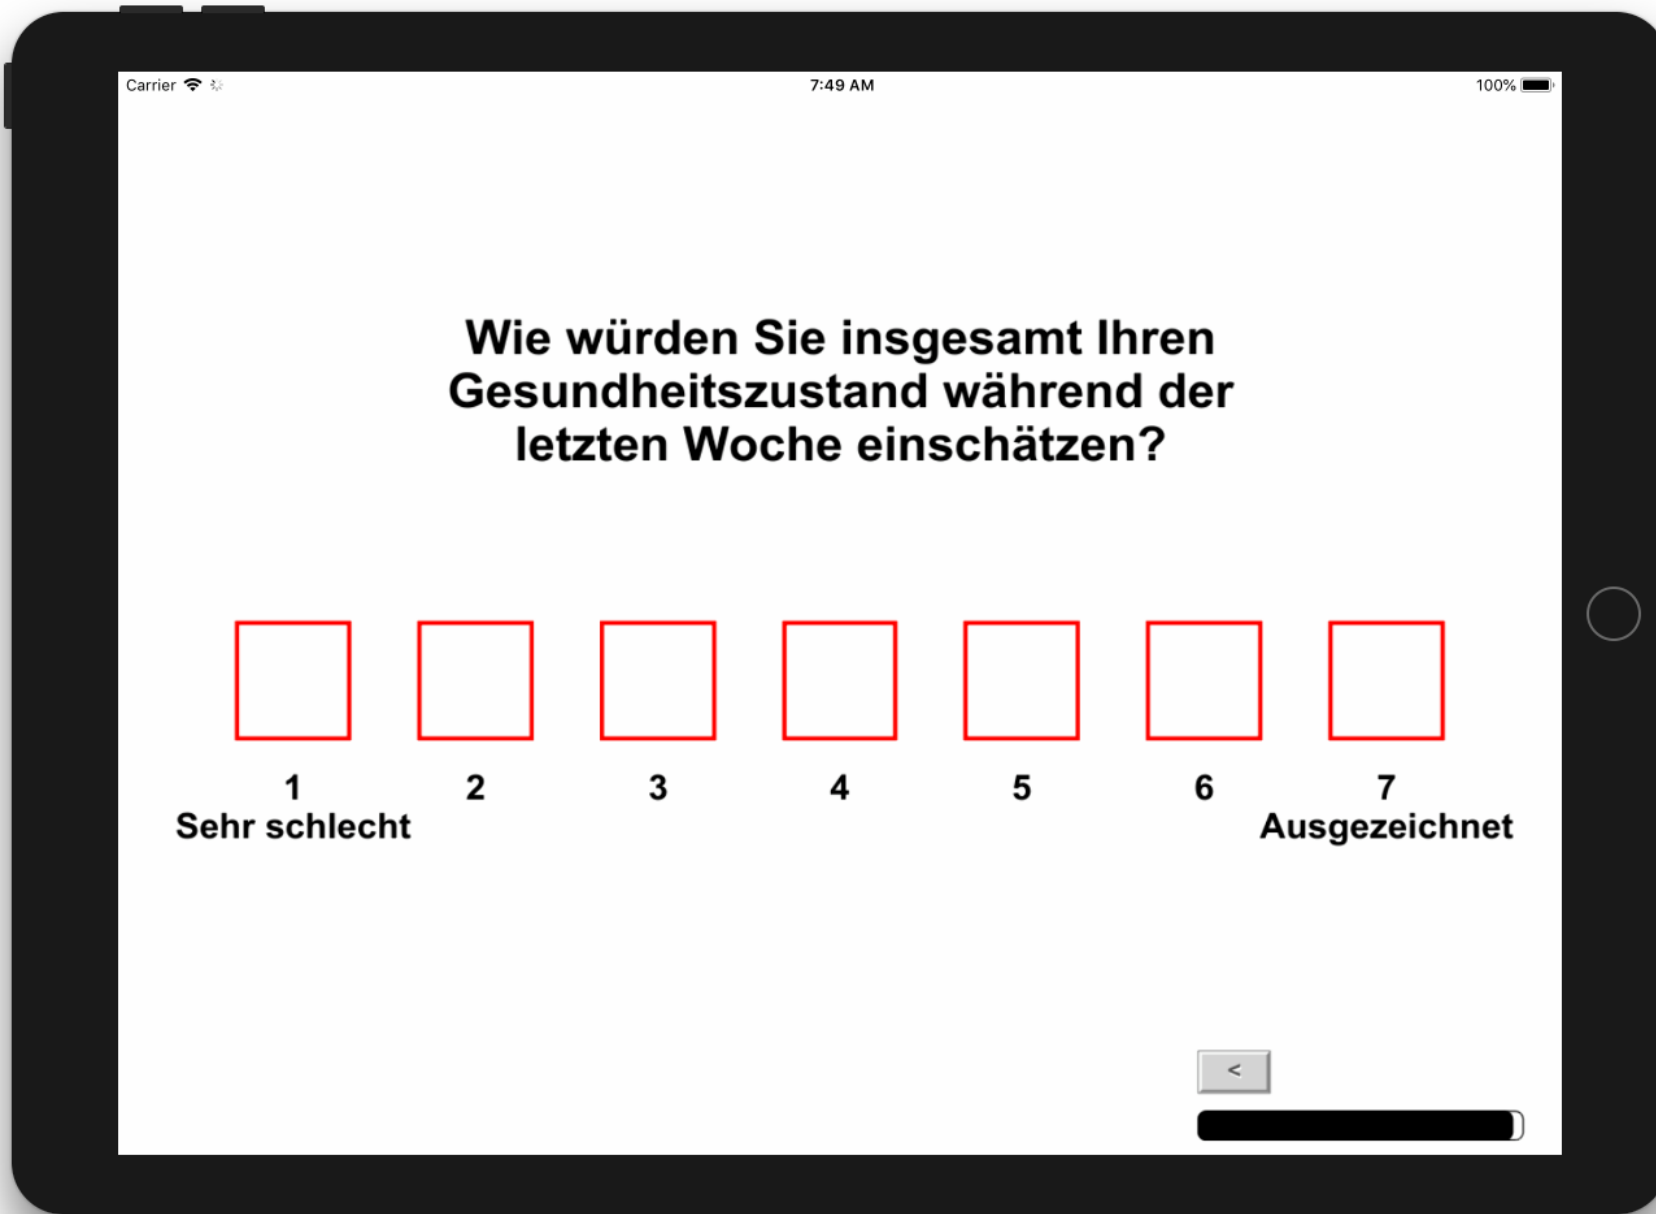 Carrier
7:49 AM
100%
Wie würden Sie insgesamt Ihren
Gesundheitszustand während der
letzten Woche einschätzen?
1 2 3 4 5 6 7
Sehr schlecht Ausgezeichnet
<